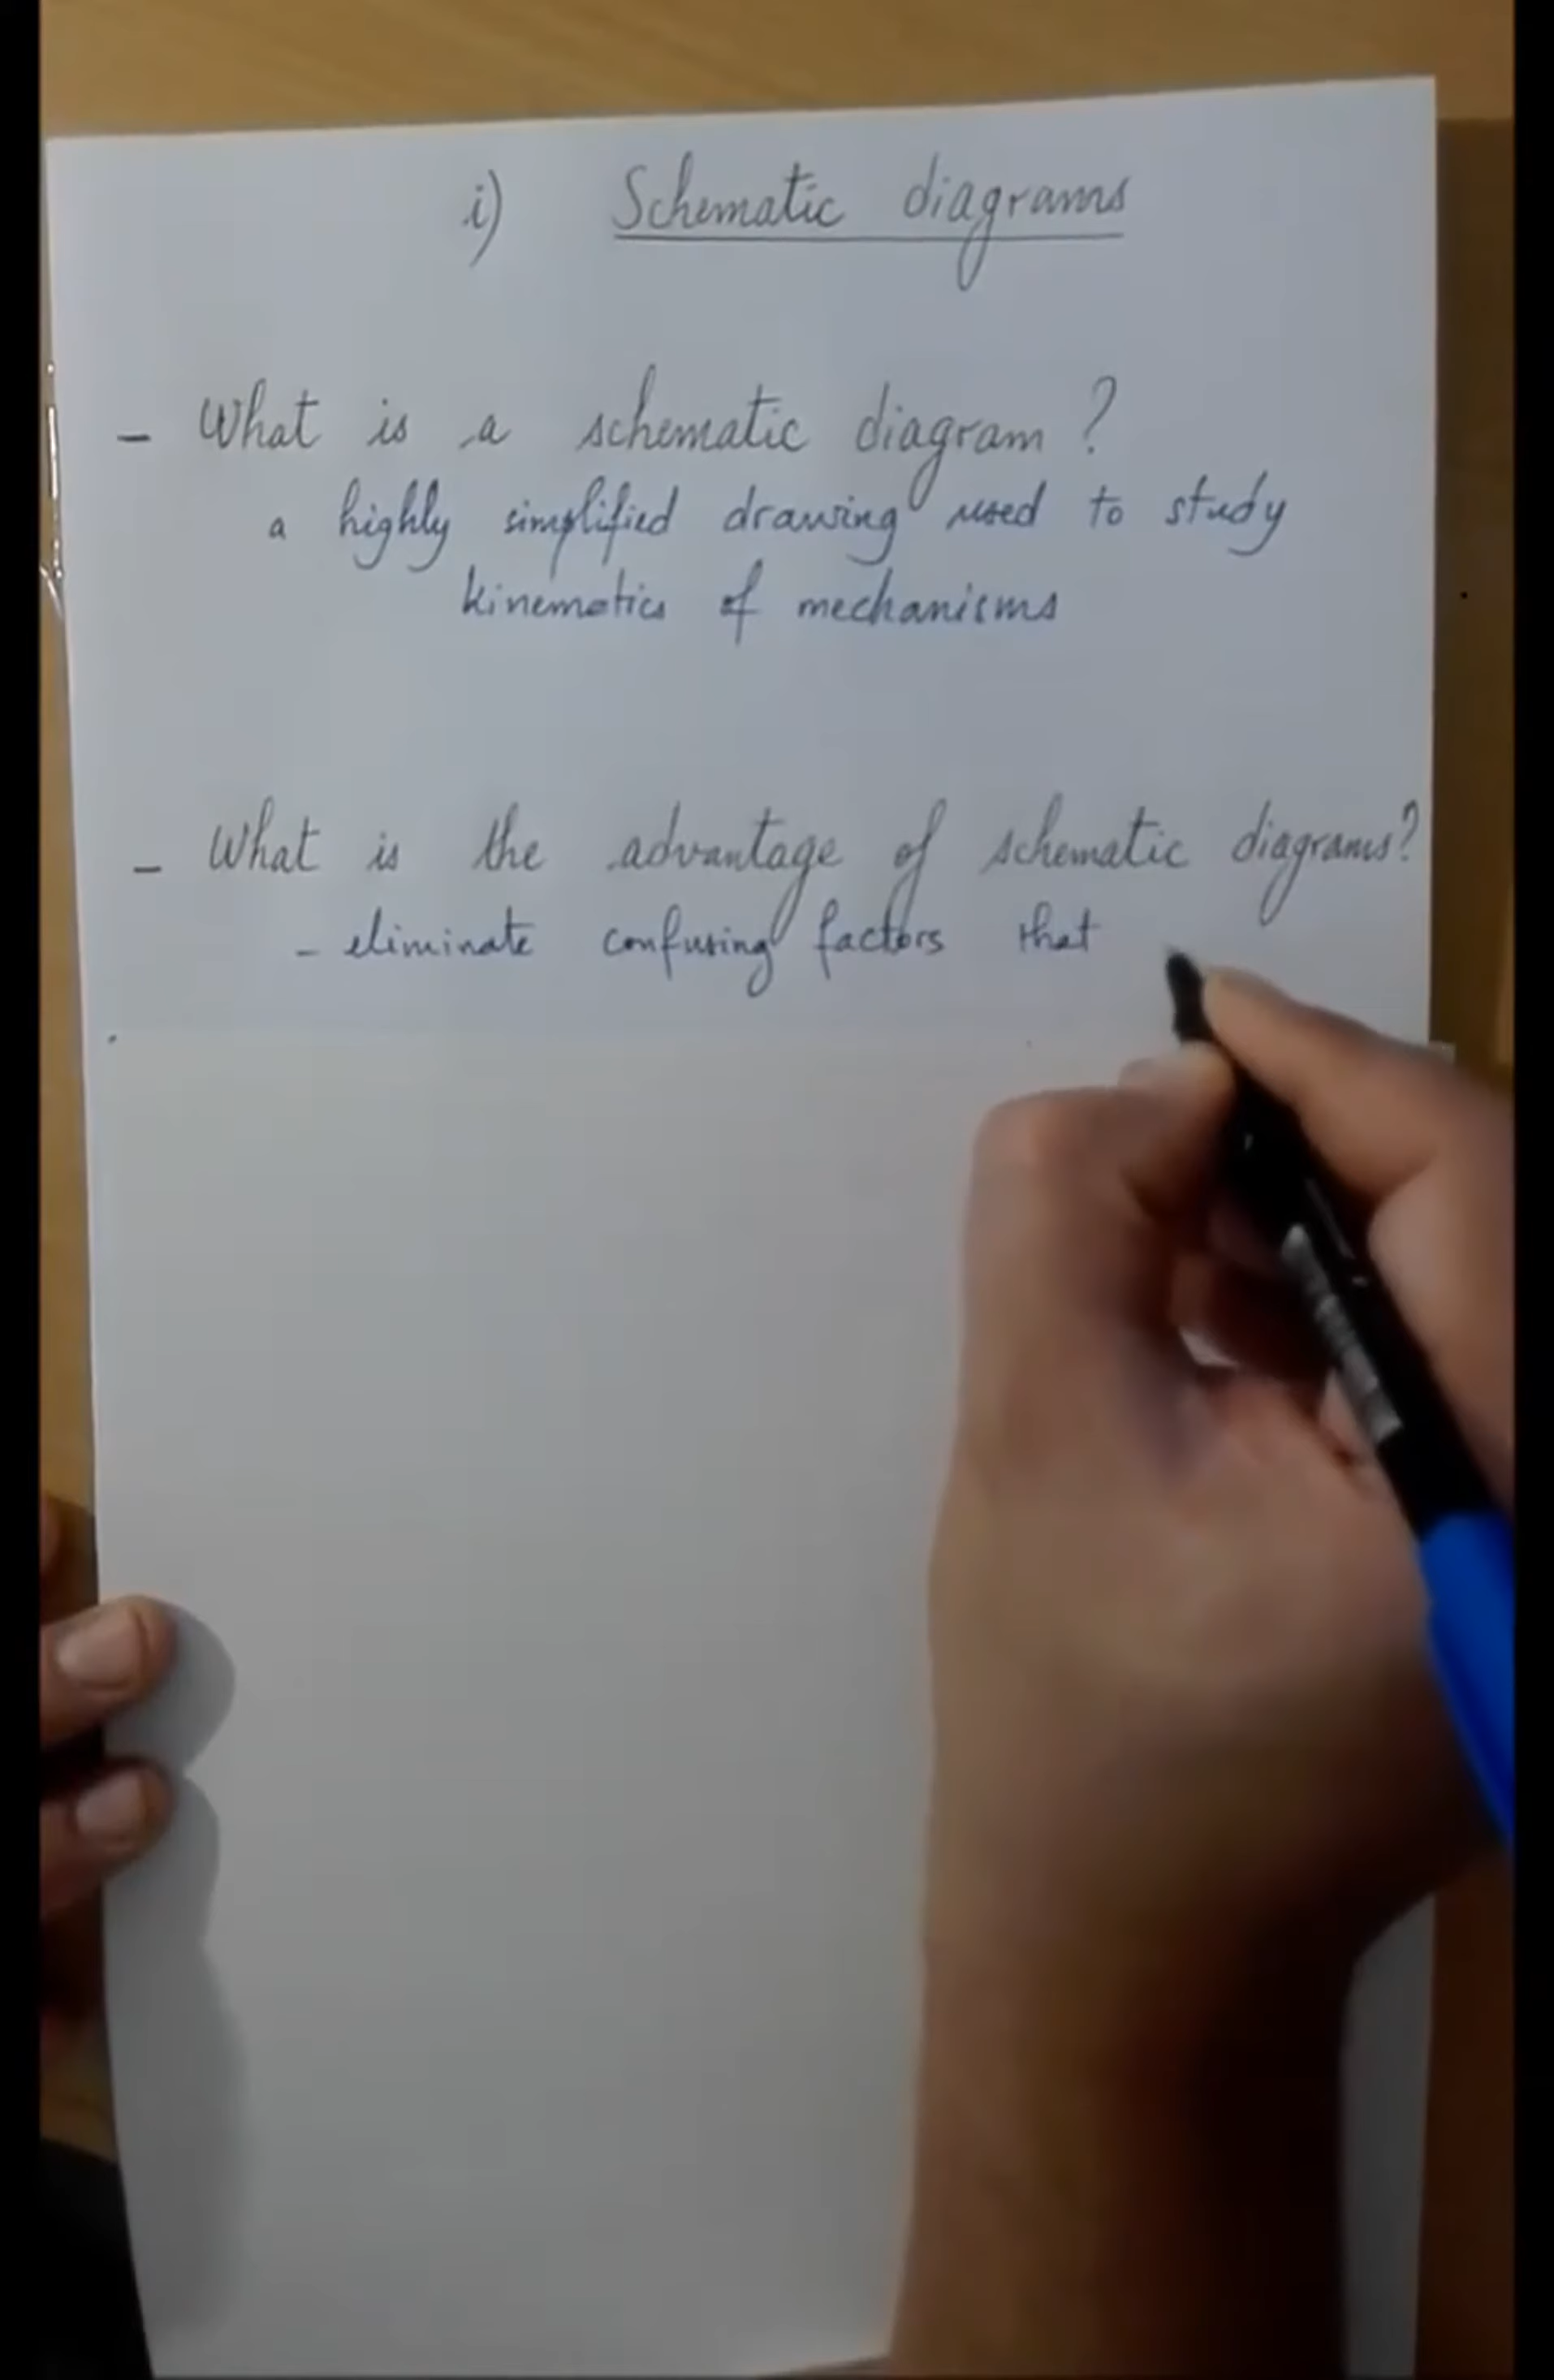 i) Schematic diagrams
- What is a schematic diagram ?
a highly simplified drawing used to study
kinematics of mechanisms
- What is the advantage of schematic diagrams?
- eliminate confusing factors that